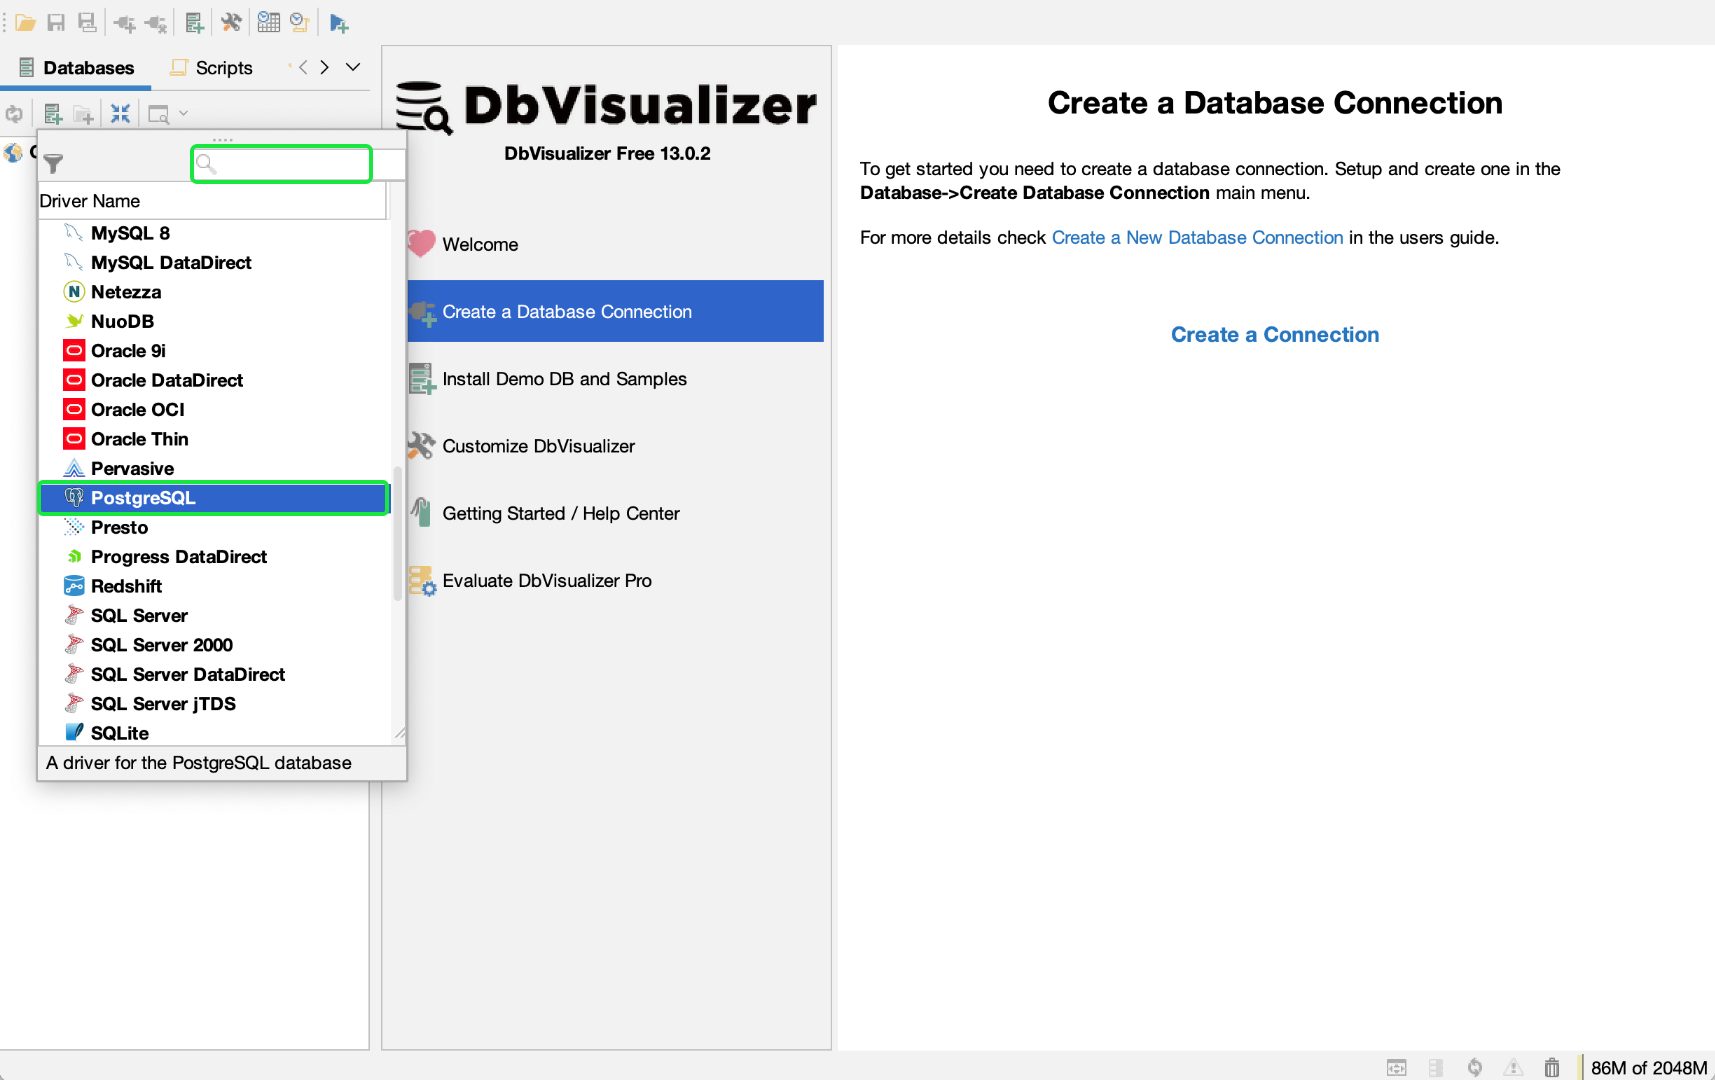 Databases
Scripts
Driver Name
MySQL 8
MySQL DataDirect
Netezza
NuoDB
Oracle 9i
Oracle DataDirect
Oracle OCI
Oracle Thin
Pervasive
PostgreSQL
Presto
Progress DataDirect
Redshift
SQL Server
SQL Server 2000
SQL Server DataDirect
SQL Server jTDS
SQLite
A driver for the PostgreSQL database
DbVisualizer
DbVisualizer Free 13.0.2
Welcome
Create a Database Connection
Install Demo DB and Samples
Customize DbVisualizer
Getting Started / Help Center
Evaluate DbVisualizer Pro
Create a Database Connection
To get started you need to create a database connection. Setup and create one in the
Database->Create Database Connection main menu.
For more details check Create a New Database Connection in the users guide.
Create a Connection
86M of 2048M